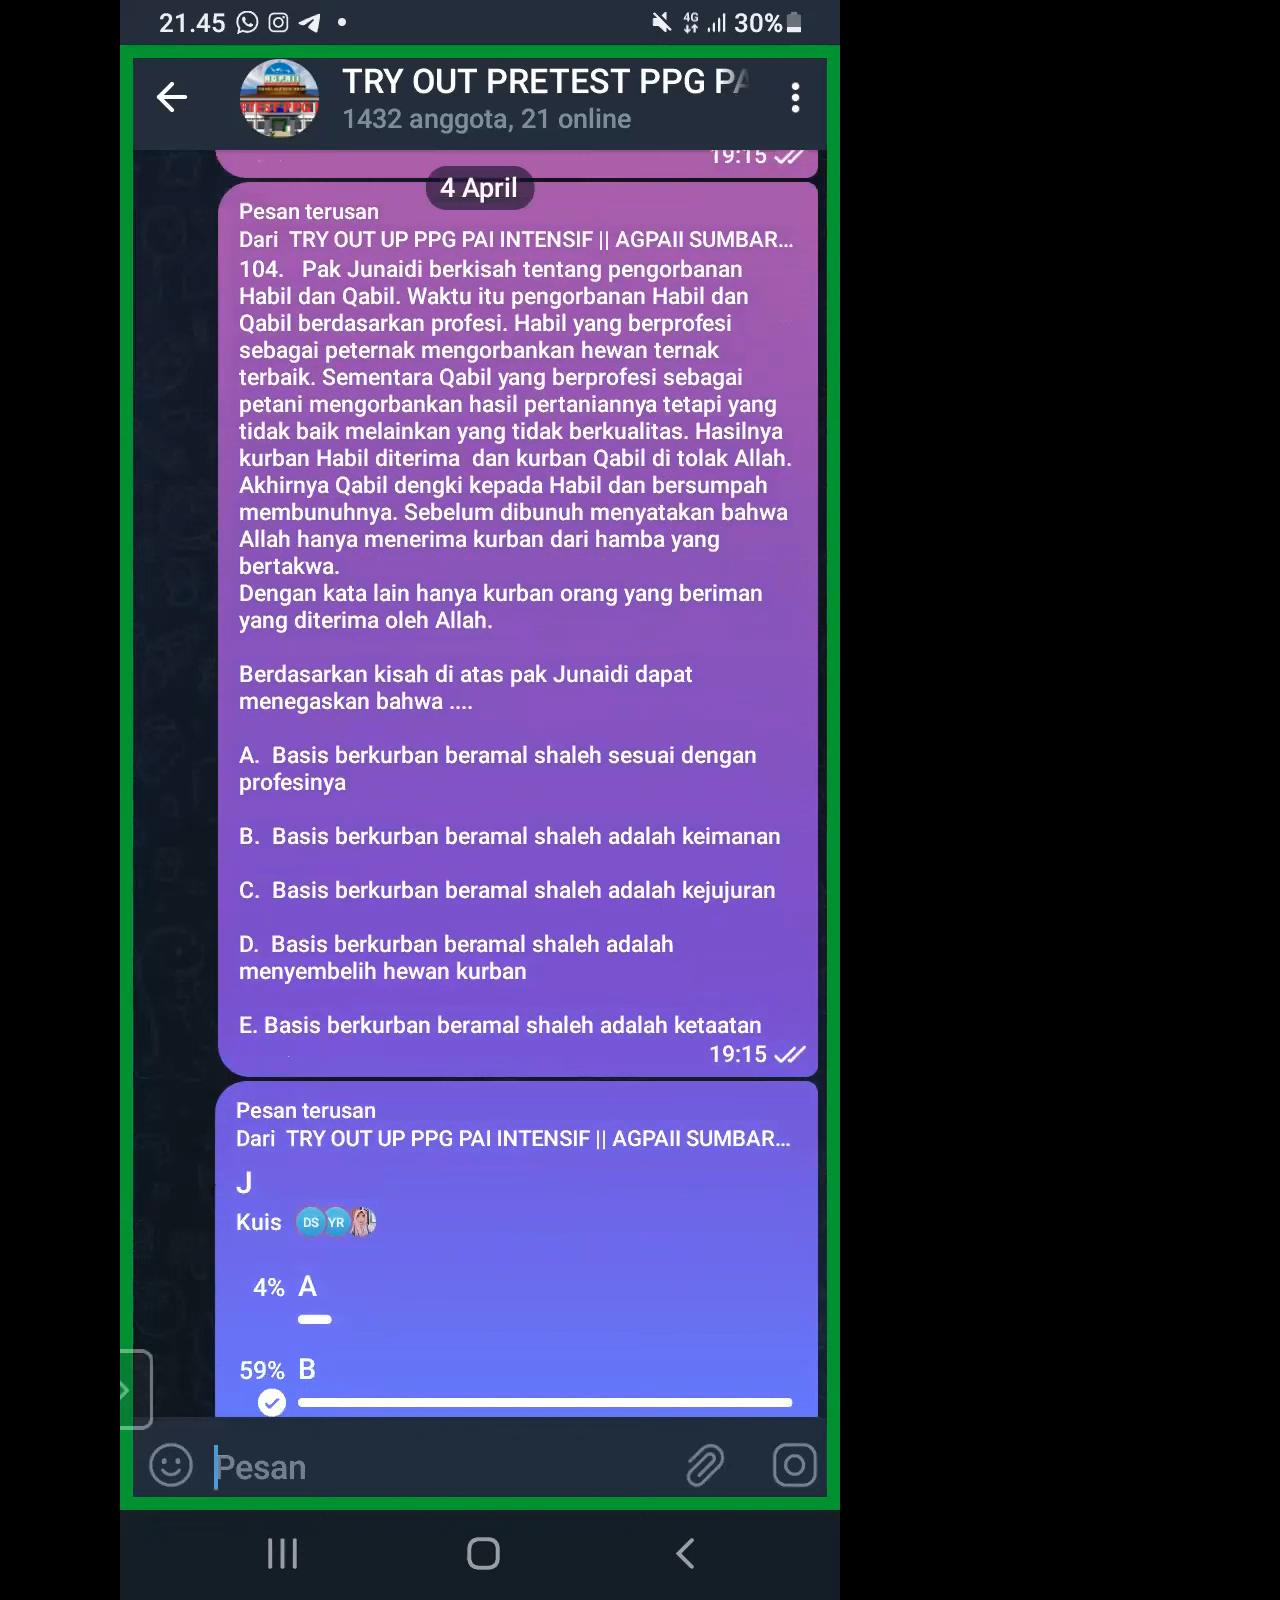 21.45 30%
4G
TRY OUT PRETEST PPG PA
1432 anggota, 21 online
19:15
4 April
Pesan terusan
Dari TRY OUT UP PPG PAI INTENSIF || AGPAII SUMBAR...
104. Pak Junaidi berkisah tentang pengorbanan
Habil dan Qabil. Waktu itu pengorbanan Habil dan
Qabil berdasarkan profesi. Habil yang berprofesi
sebagai peternak mengorbankan hewan ternak
terbaik. Sementara Qabil yang berprofesi sebagai
petani mengorbankan hasil pertaniannya tetapi yang
tidak baik melainkan yang tidak berkualitas. Hasilnya
kurban Habil diterima dan kurban Qabil di tolak Allah.
Akhirnya Qabil dengki kepada Habil dan bersumpah
membunuhnya. Sebelum dibunuh menyatakan bahwa
Allah hanya menerima kurban dari hamba yang
bertakwa.
Dengan kata lain hanya kurban orang yang beriman
yang diterima oleh Allah.
Berdasarkan kisah di atas pak Junaidi dapat
menegaskan bahwa ....
A. Basis berkurban beramal shaleh sesuai dengan
profesinya
B. Basis berkurban beramal shaleh adalah keimanan
C. Basis berkurban beramal shaleh adalah kejujuran
D. Basis berkurban beramal shaleh adalah
menyembelih hewan kurban
E. Basis berkurban beramal shaleh adalah ketaatan
19:15
Pesan terusan
Dari TRY OUT UP PPG PAI INTENSIF || AGPAII SUMBAR...
J
Kuis DS YR
4% A
59% B
Pesan